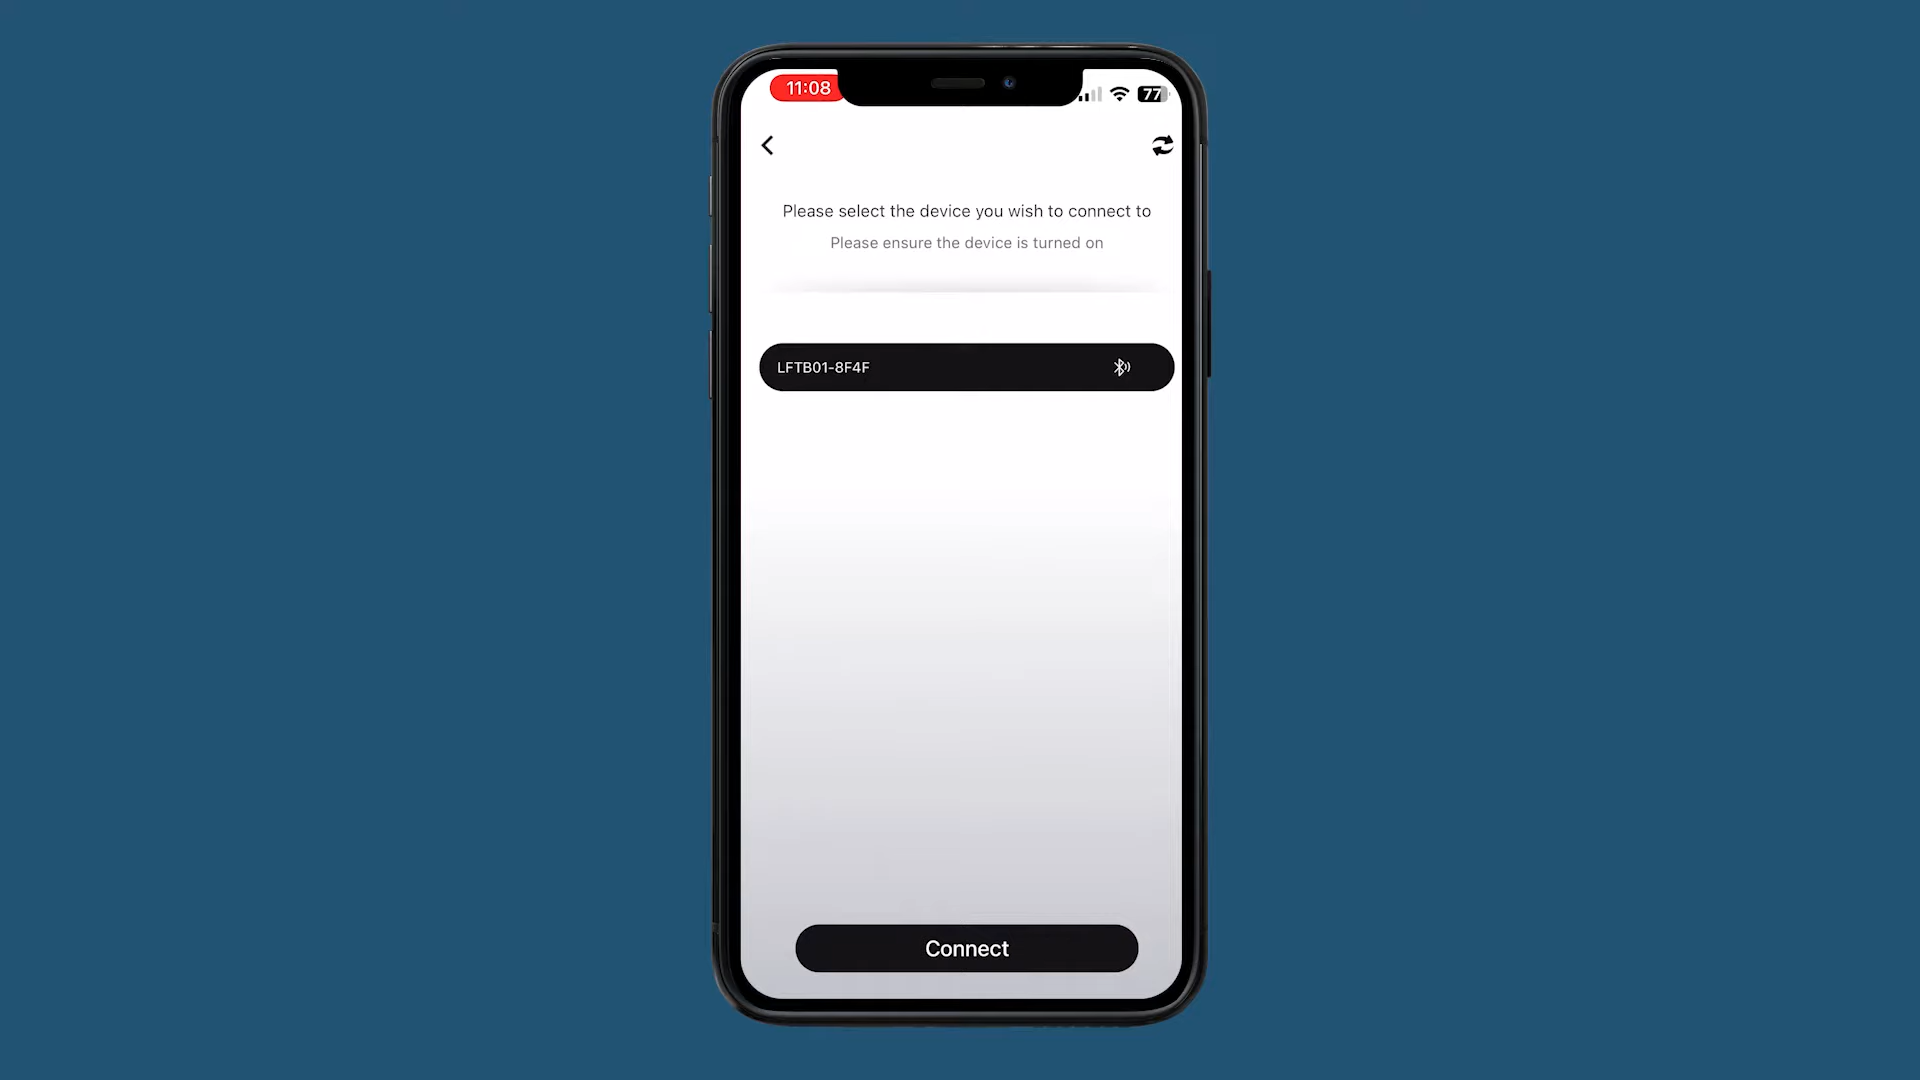 11:08
77
Please select the device you wish to connect to
Please ensure the device is turned on
LFTB01-8F4F
Connect